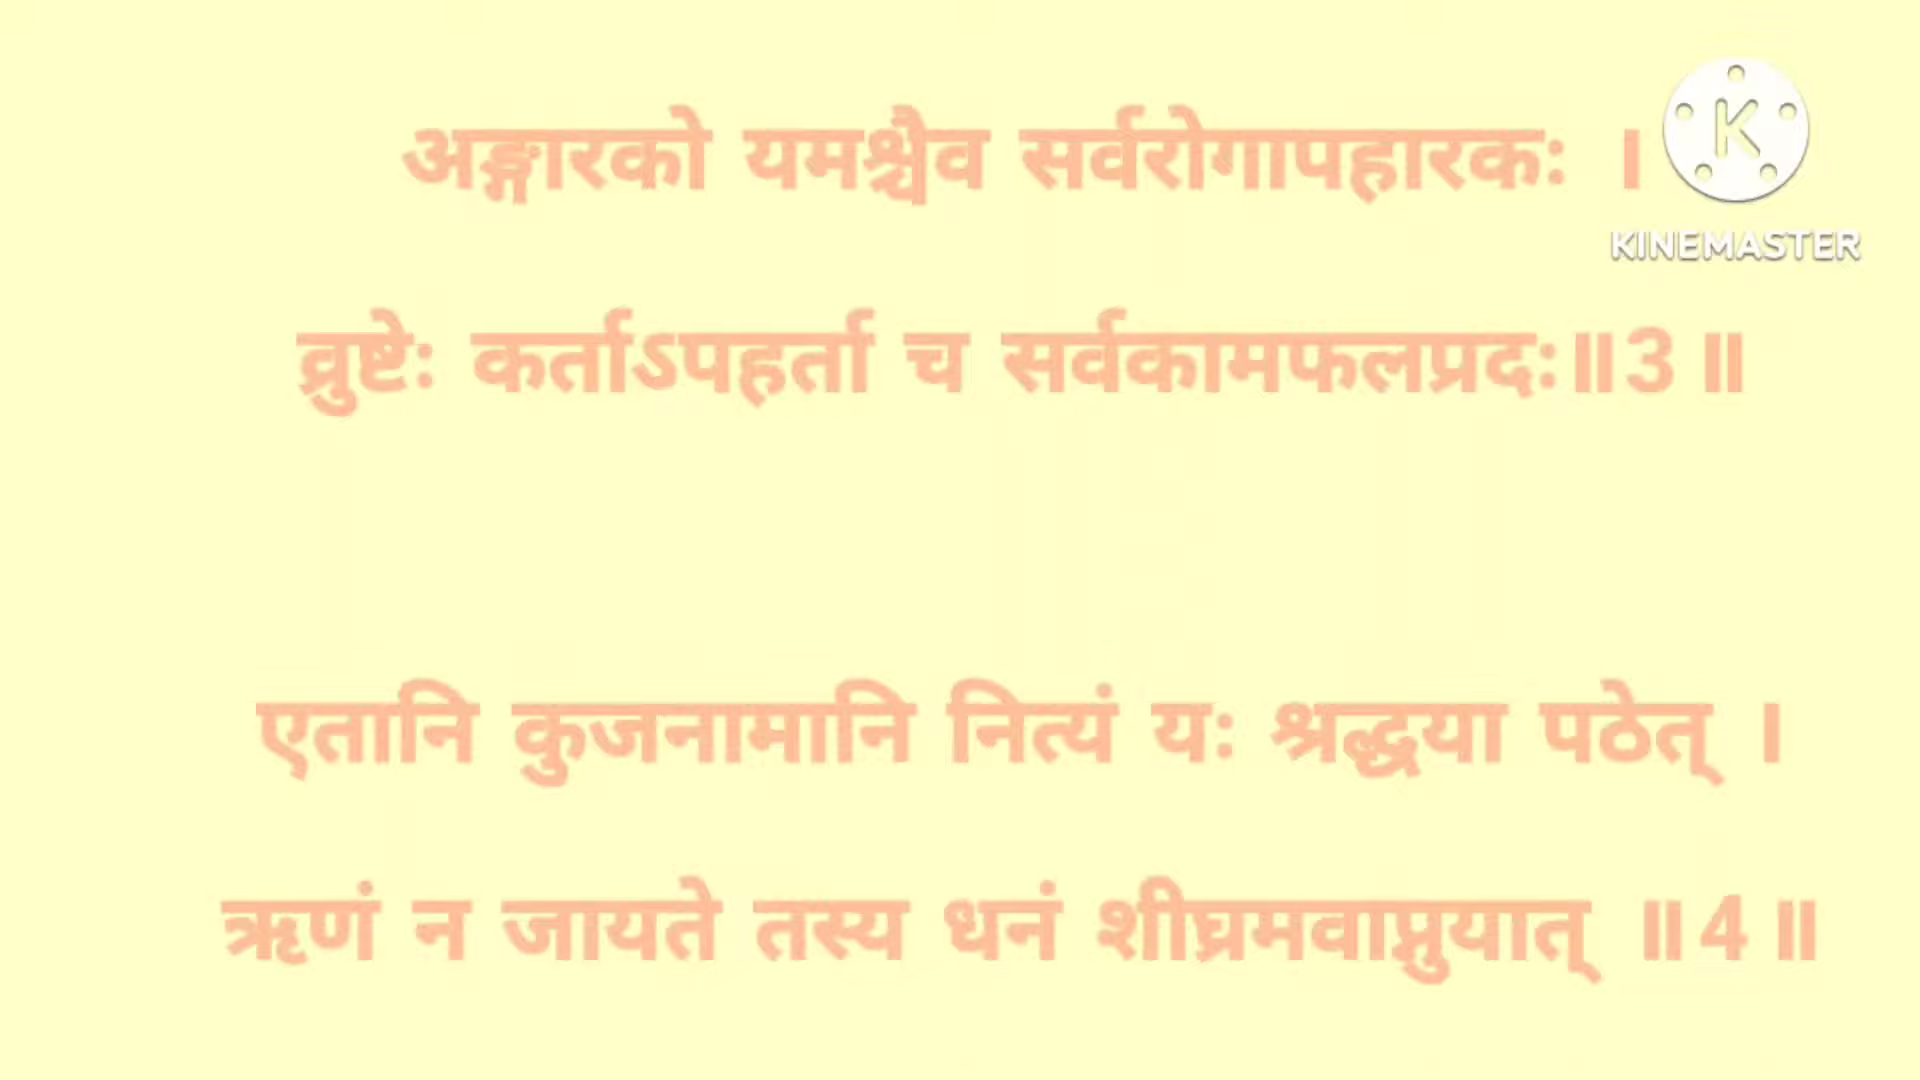 अङ्गारको यमश्चैव सर्वरोगापहारकः ।
KINEMASTER
व्रुष्टेः कर्ताऽपहर्ता च सर्वकामफलप्रदः॥3॥
एतानि कुजनामानि नित्यं यः श्रद्धया पठेत् ।
ऋणं न जायते तस्य धनं शीघ्रमवाप्नुयात् ॥4॥